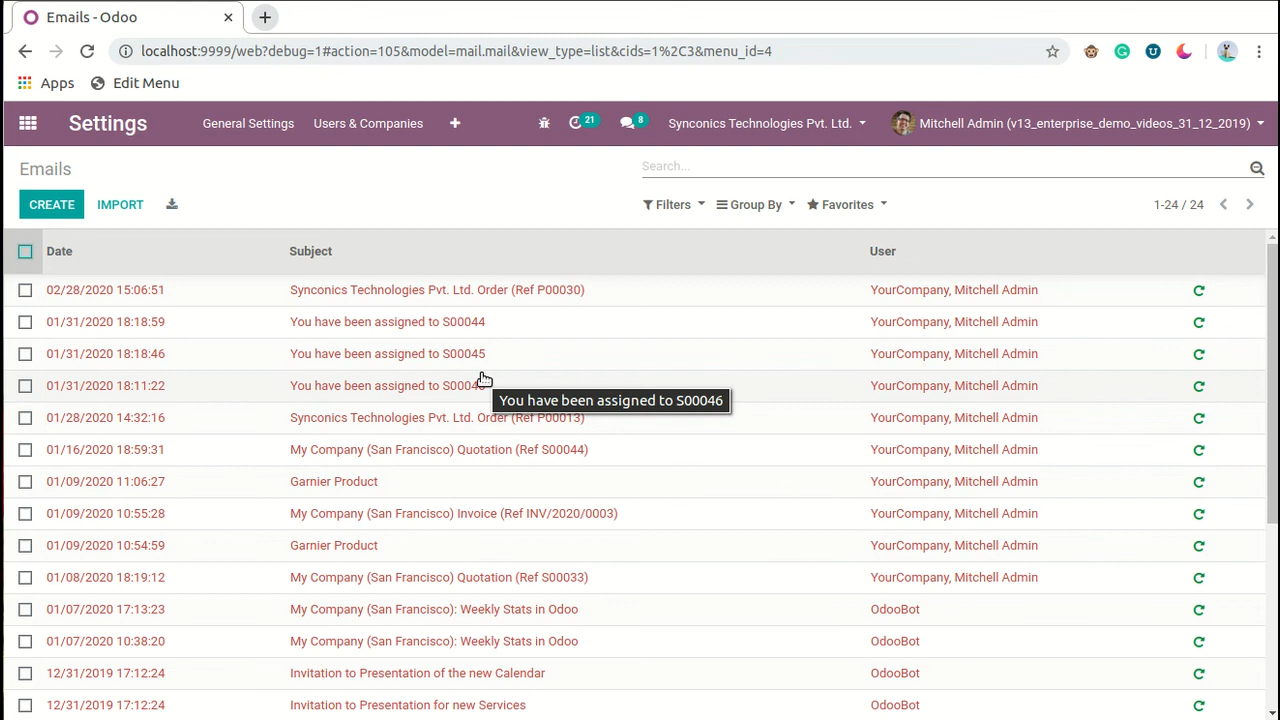 Emails - Odoo
localhost:9999/web?debug=1#action=105&model=mail.mail&view_type=list&cids=1%2C3&menu_id=4
Apps Edit Menu
Settings General Settings Users & Companies + 21 8 Synconics Technologies Pvt. Ltd. Mitchell Admin (v13_enterprise_demo_videos_31_12_2019)
Emails Search...
CREATE IMPORT Filters Group By Favorites 1-24 / 24
Date Subject User
02/28/2020 15:06:51 Synconics Technologies Pvt. Ltd. Order (Ref P00030) YourCompany, Mitchell Admin
01/31/2020 18:18:59 You have been assigned to S00044 YourCompany, Mitchell Admin
01/31/2020 18:18:46 You have been assigned to S00045 YourCompany, Mitchell Admin
01/31/2020 18:11:22 You have been assigned to YourCompany, Mitchell Admin
You have been assigned to S00046
01/28/2020 14:32:16 Synconics Technologies Pvt. Ltd. Order (Ref P00013) YourCompany, Mitchell Admin
01/16/2020 18:59:31 My Company (San Francisco) Quotation (Ref S00044) YourCompany, Mitchell Admin
01/09/2020 11:06:27 Garnier Product YourCompany, Mitchell Admin
01/09/2020 10:55:28 My Company (San Francisco) Invoice (Ref INV/2020/0003) YourCompany, Mitchell Admin
01/09/2020 10:54:59 Garnier Product YourCompany, Mitchell Admin
01/08/2020 18:19:12 My Company (San Francisco) Quotation (Ref S00033) YourCompany, Mitchell Admin
01/07/2020 17:13:23 My Company (San Francisco): Weekly Stats in Odoo OdooBot
01/07/2020 10:38:20 My Company (San Francisco): Weekly Stats in Odoo OdooBot
12/31/2019 17:12:24 Invitation to Presentation of the new Calendar OdooBot
12/31/2019 17:12:24 Invitation to Presentation for new Services OdooBot